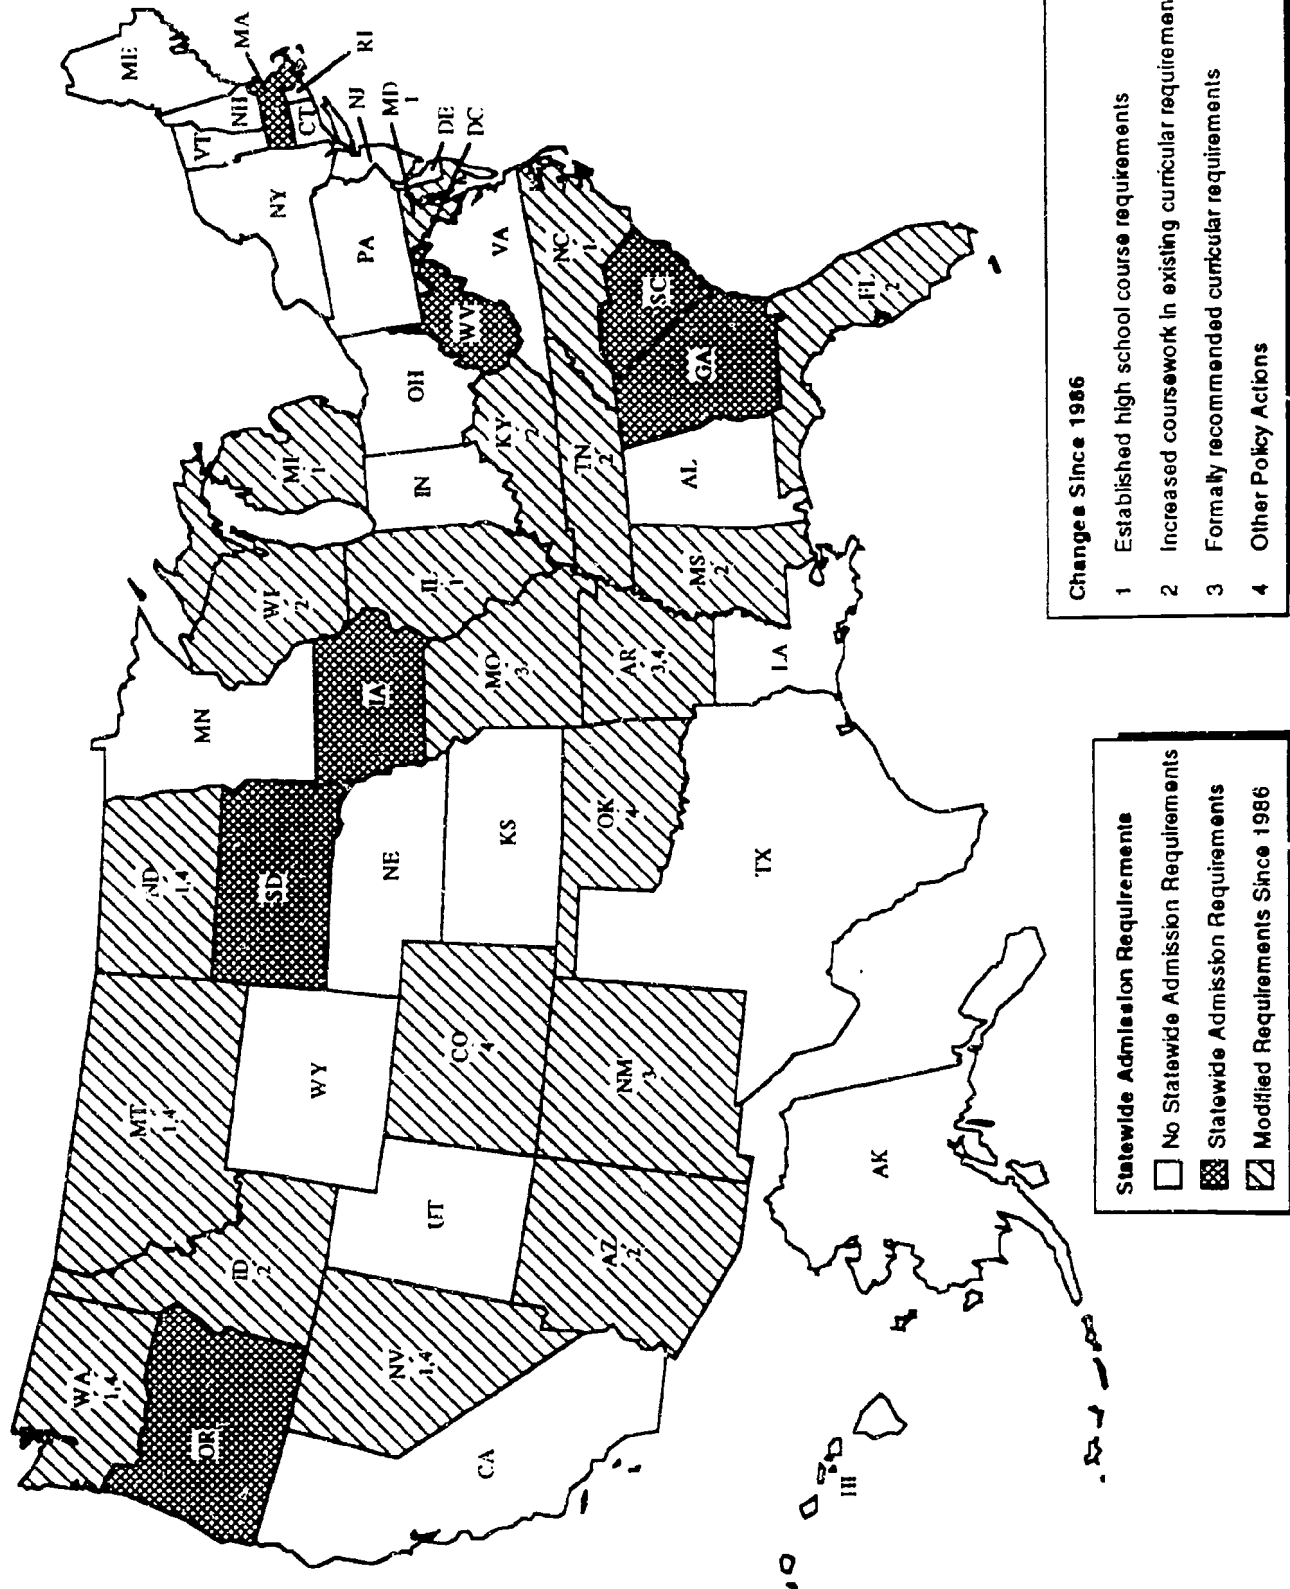 WA
1,4
OR
CA
NV
1,4
ID
2
MT
1,4
WY
UT
AZ
2
NM
3
CO
4
ND
1,4
SD
NE
KS
OK
4
TX
MN
IA
MO
3
AR
3,4
LA
WI
2
IL
1
MI
1
IN
OH
KY
2
TN
2
MS
2
AL
GA
FL
2
SC
NC
1
VA
WV
PA
NY
VT
NH
ME
MA
RI
CT
NJ
MD
1
DE
DC
AK
HI
Statewide Admission Requirements
No Statewide Admission Requirements
Statewide Admission Requirements
Modified Requirements Since 1986
Changes Since 1986
1 Established high school course requirements
2 Increased coursework in existing curricular requiremen
3 Formally recommended curricular requirements
4 Other Policy Actions